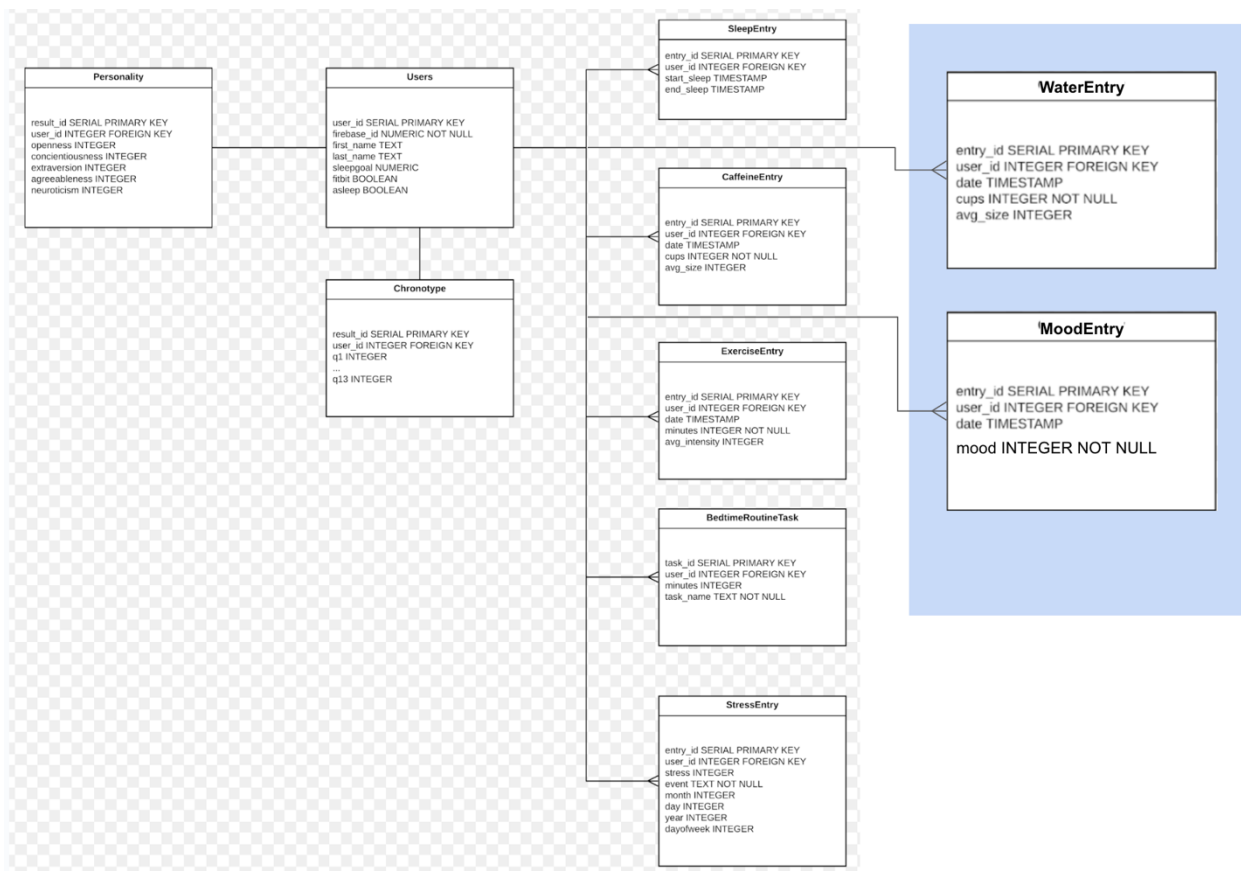 Personality
result_id SERIAL PRIMARY KEY
user_id INTEGER FOREIGN KEY
openness INTEGER
concientiousness INTEGER
extraversion INTEGER
agreeableness INTEGER
neuroticism INTEGER
Users
user_id SERIAL PRIMARY KEY
firebase_id NUMERIC NOT NULL
first_name TEXT
last_name TEXT
sleepgoal NUMERIC
fitbit BOOLEAN
asleep BOOLEAN
Chronotype
result_id SERIAL PRIMARY KEY
user_id INTEGER FOREIGN KEY
q1 INTEGER
...
q13 INTEGER
SleepEntry
entry_id SERIAL PRIMARY KEY
user_id INTEGER FOREIGN KEY
start_sleep TIMESTAMP
end_sleep TIMESTAMP
CaffeineEntry
entry_id SERIAL PRIMARY KEY
user_id INTEGER FOREIGN KEY
date TIMESTAMP
cups INTEGER NOT NULL
avg_size INTEGER
ExerciseEntry
entry_id SERIAL PRIMARY KEY
user_id INTEGER FOREIGN KEY
date TIMESTAMP
minutes INTEGER NOT NULL
avg_intensity INTEGER
BedtimeRoutineTask
task_id SERIAL PRIMARY KEY
user_id INTEGER FOREIGN KEY
minutes INTEGER
task_name TEXT NOT NULL
StressEntry
entry_id SERIAL PRIMARY KEY
user_id INTEGER FOREIGN KEY
stress INTEGER
event TEXT NOT NULL
month INTEGER
day INTEGER
year INTEGER
dayofweek INTEGER
WaterEntry
entry_id SERIAL PRIMARY KEY
user_id INTEGER FOREIGN KEY
date TIMESTAMP
cups INTEGER NOT NULL
avg_size INTEGER
MoodEntry
entry_id SERIAL PRIMARY KEY
user_id INTEGER FOREIGN KEY
date TIMESTAMP
mood INTEGER NOT NULL